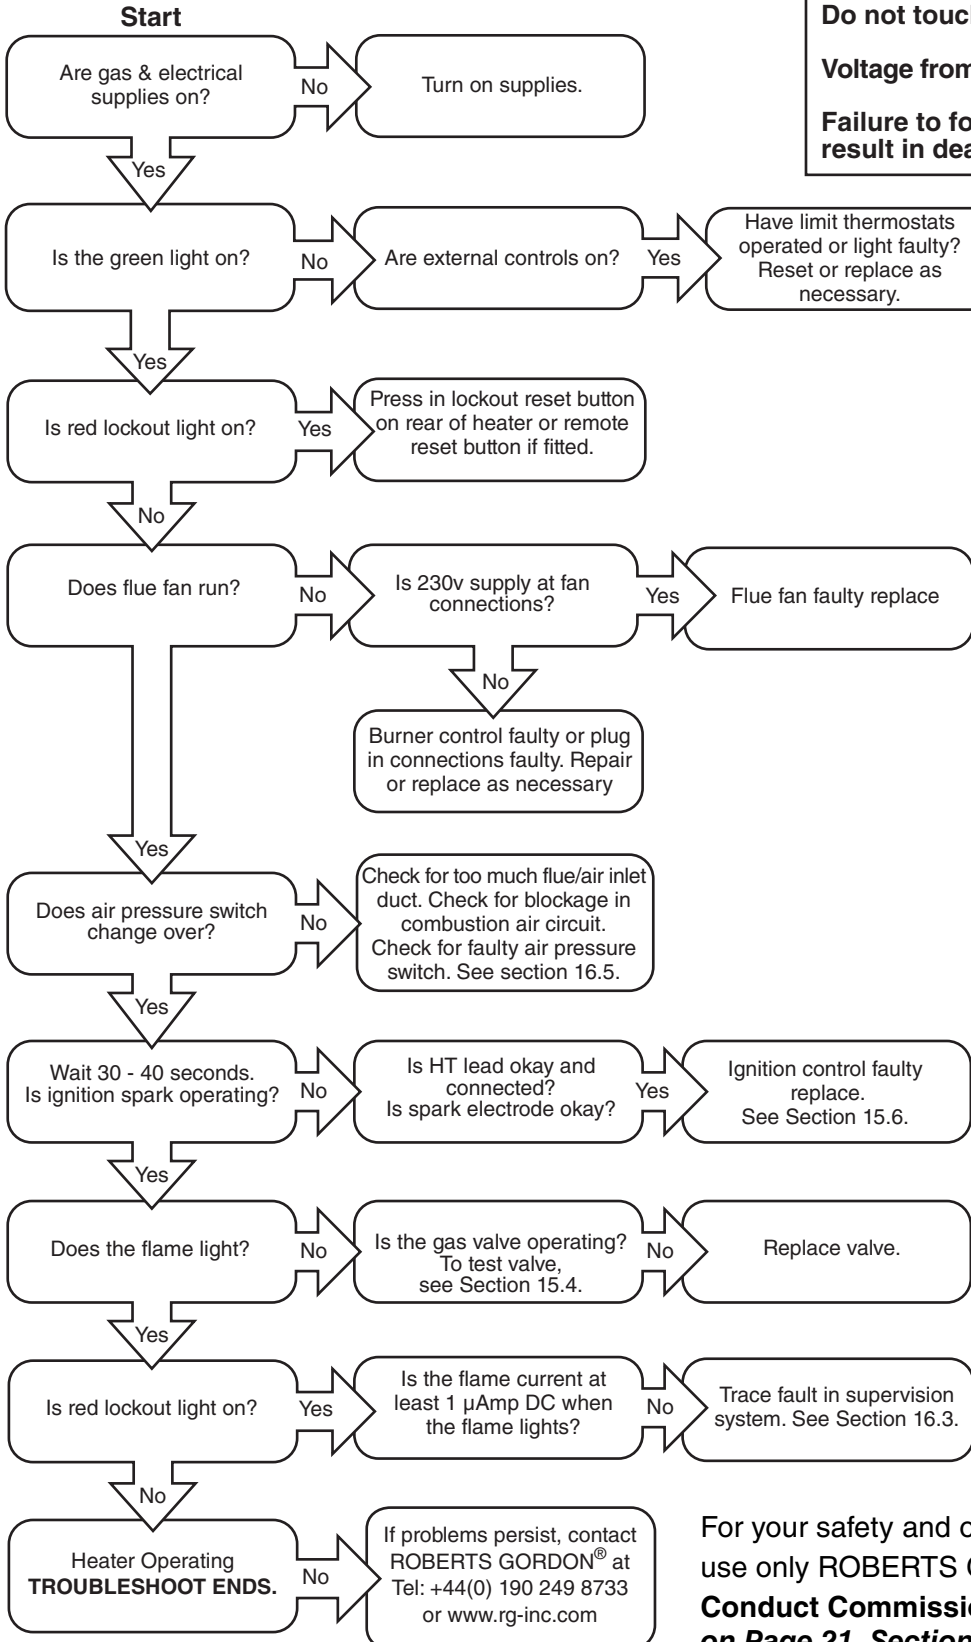 Start
Do not touc
Voltage from
Failure to fo
result in dea
Are gas & electrical
supplies on?
No
Turn on supplies.
Yes
Is the green light on?
No
Are external controls on?
Yes
Have limit thermostats
operated or light faulty?
Reset or replace as
necessary.
Yes
Is red lockout light on?
Yes
Press in lockout reset button
on rear of heater or remote
reset button if fitted.
No
Does flue fan run?
No
Is 230v supply at fan
connections?
Yes
Flue fan faulty replace
No
Burner control faulty or plug
in connections faulty. Repair
or replace as necessary
Yes
Does air pressure switch
change over?
No
Check for too much flue/air inlet
duct. Check for blockage in
combustion air circuit.
Check for faulty air pressure
switch. See section 16.5.
Yes
Wait 30 - 40 seconds.
Is ignition spark operating?
No
Is HT lead okay and
connected?
Is spark electrode okay?
Yes
Ignition control faulty
replace.
See Section 15.6.
Yes
Does the flame light?
No
Is the gas valve operating?
To test valve,
see Section 15.4.
No
Replace valve.
Yes
Is red lockout light on?
Yes
Is the flame current at
least 1 µAmp DC when
the flame lights?
No
Trace fault in supervision
system. See Section 16.3.
No
Heater Operating
TROUBLESHOOT ENDS.
No
If problems persist, contact
ROBERTS GORDON® at
Tel: +44(0) 190 249 8733
or www.rg-inc.com
For your safety and
use only ROBERTS
Conduct Commissi
on Page 21, Section